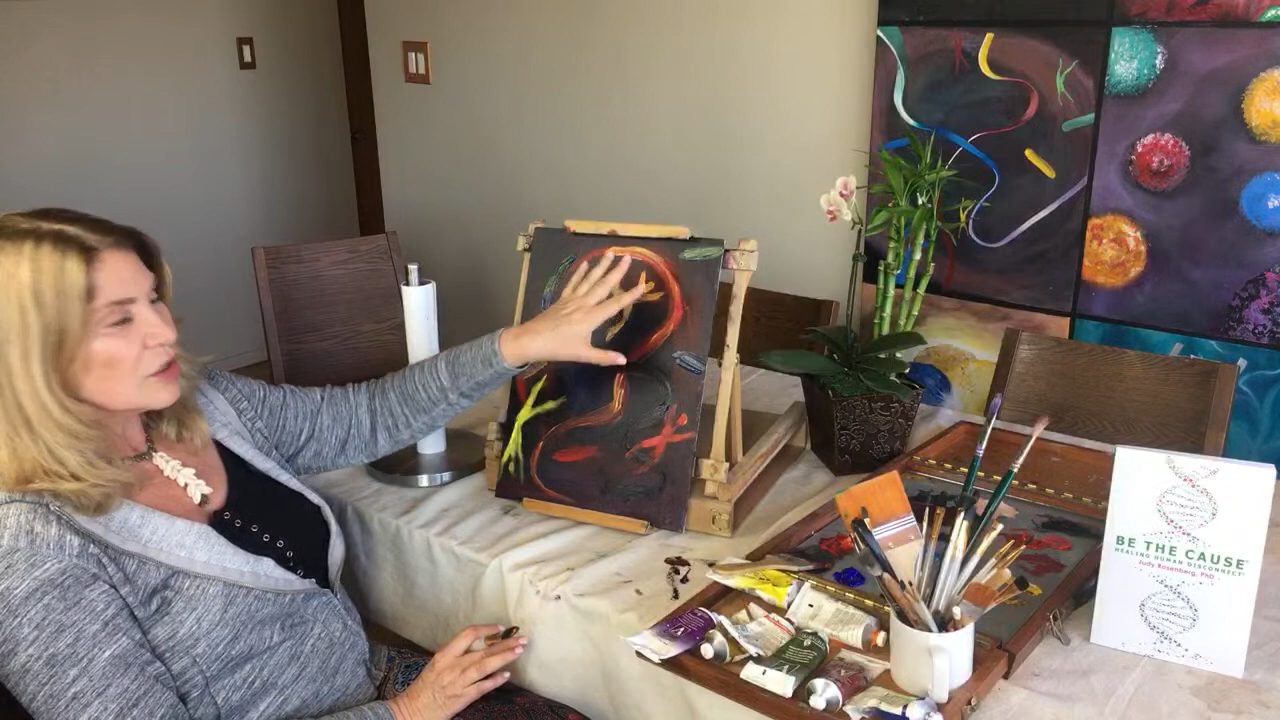 BE THE CAUSE
HEALING HUMAN DISCONNECT
Judy Rosenberg, PhD
A
A